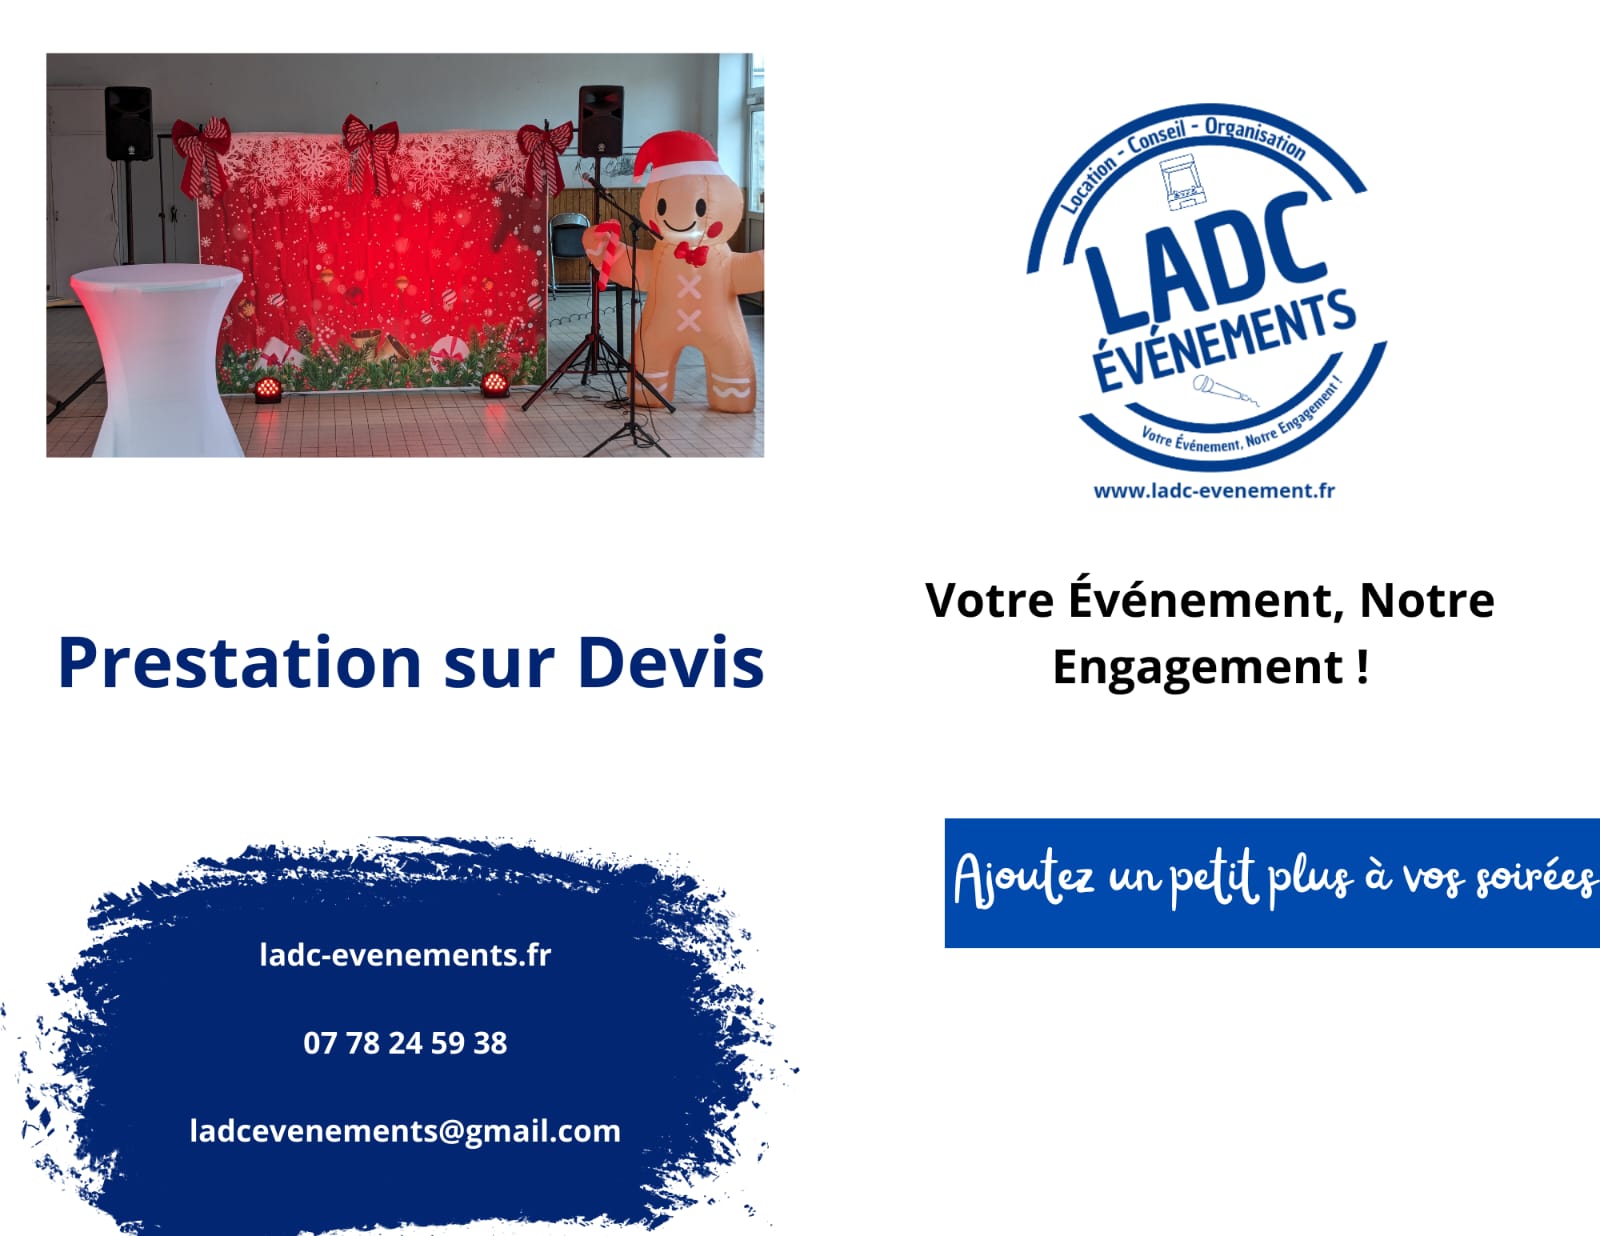 Prestation sur Devis
ladc-evenements.fr
07 78 24 59 38
ladcevenements@gmail.com
Location - Conseil - Organisation
LADC
ÉVÉNEMENTS
Votre Événement, Notre Engagement !
www.ladc-evenement.fr
Votre Événement, Notre
Engagement !
Ajoutez un petit plus à vos soirées